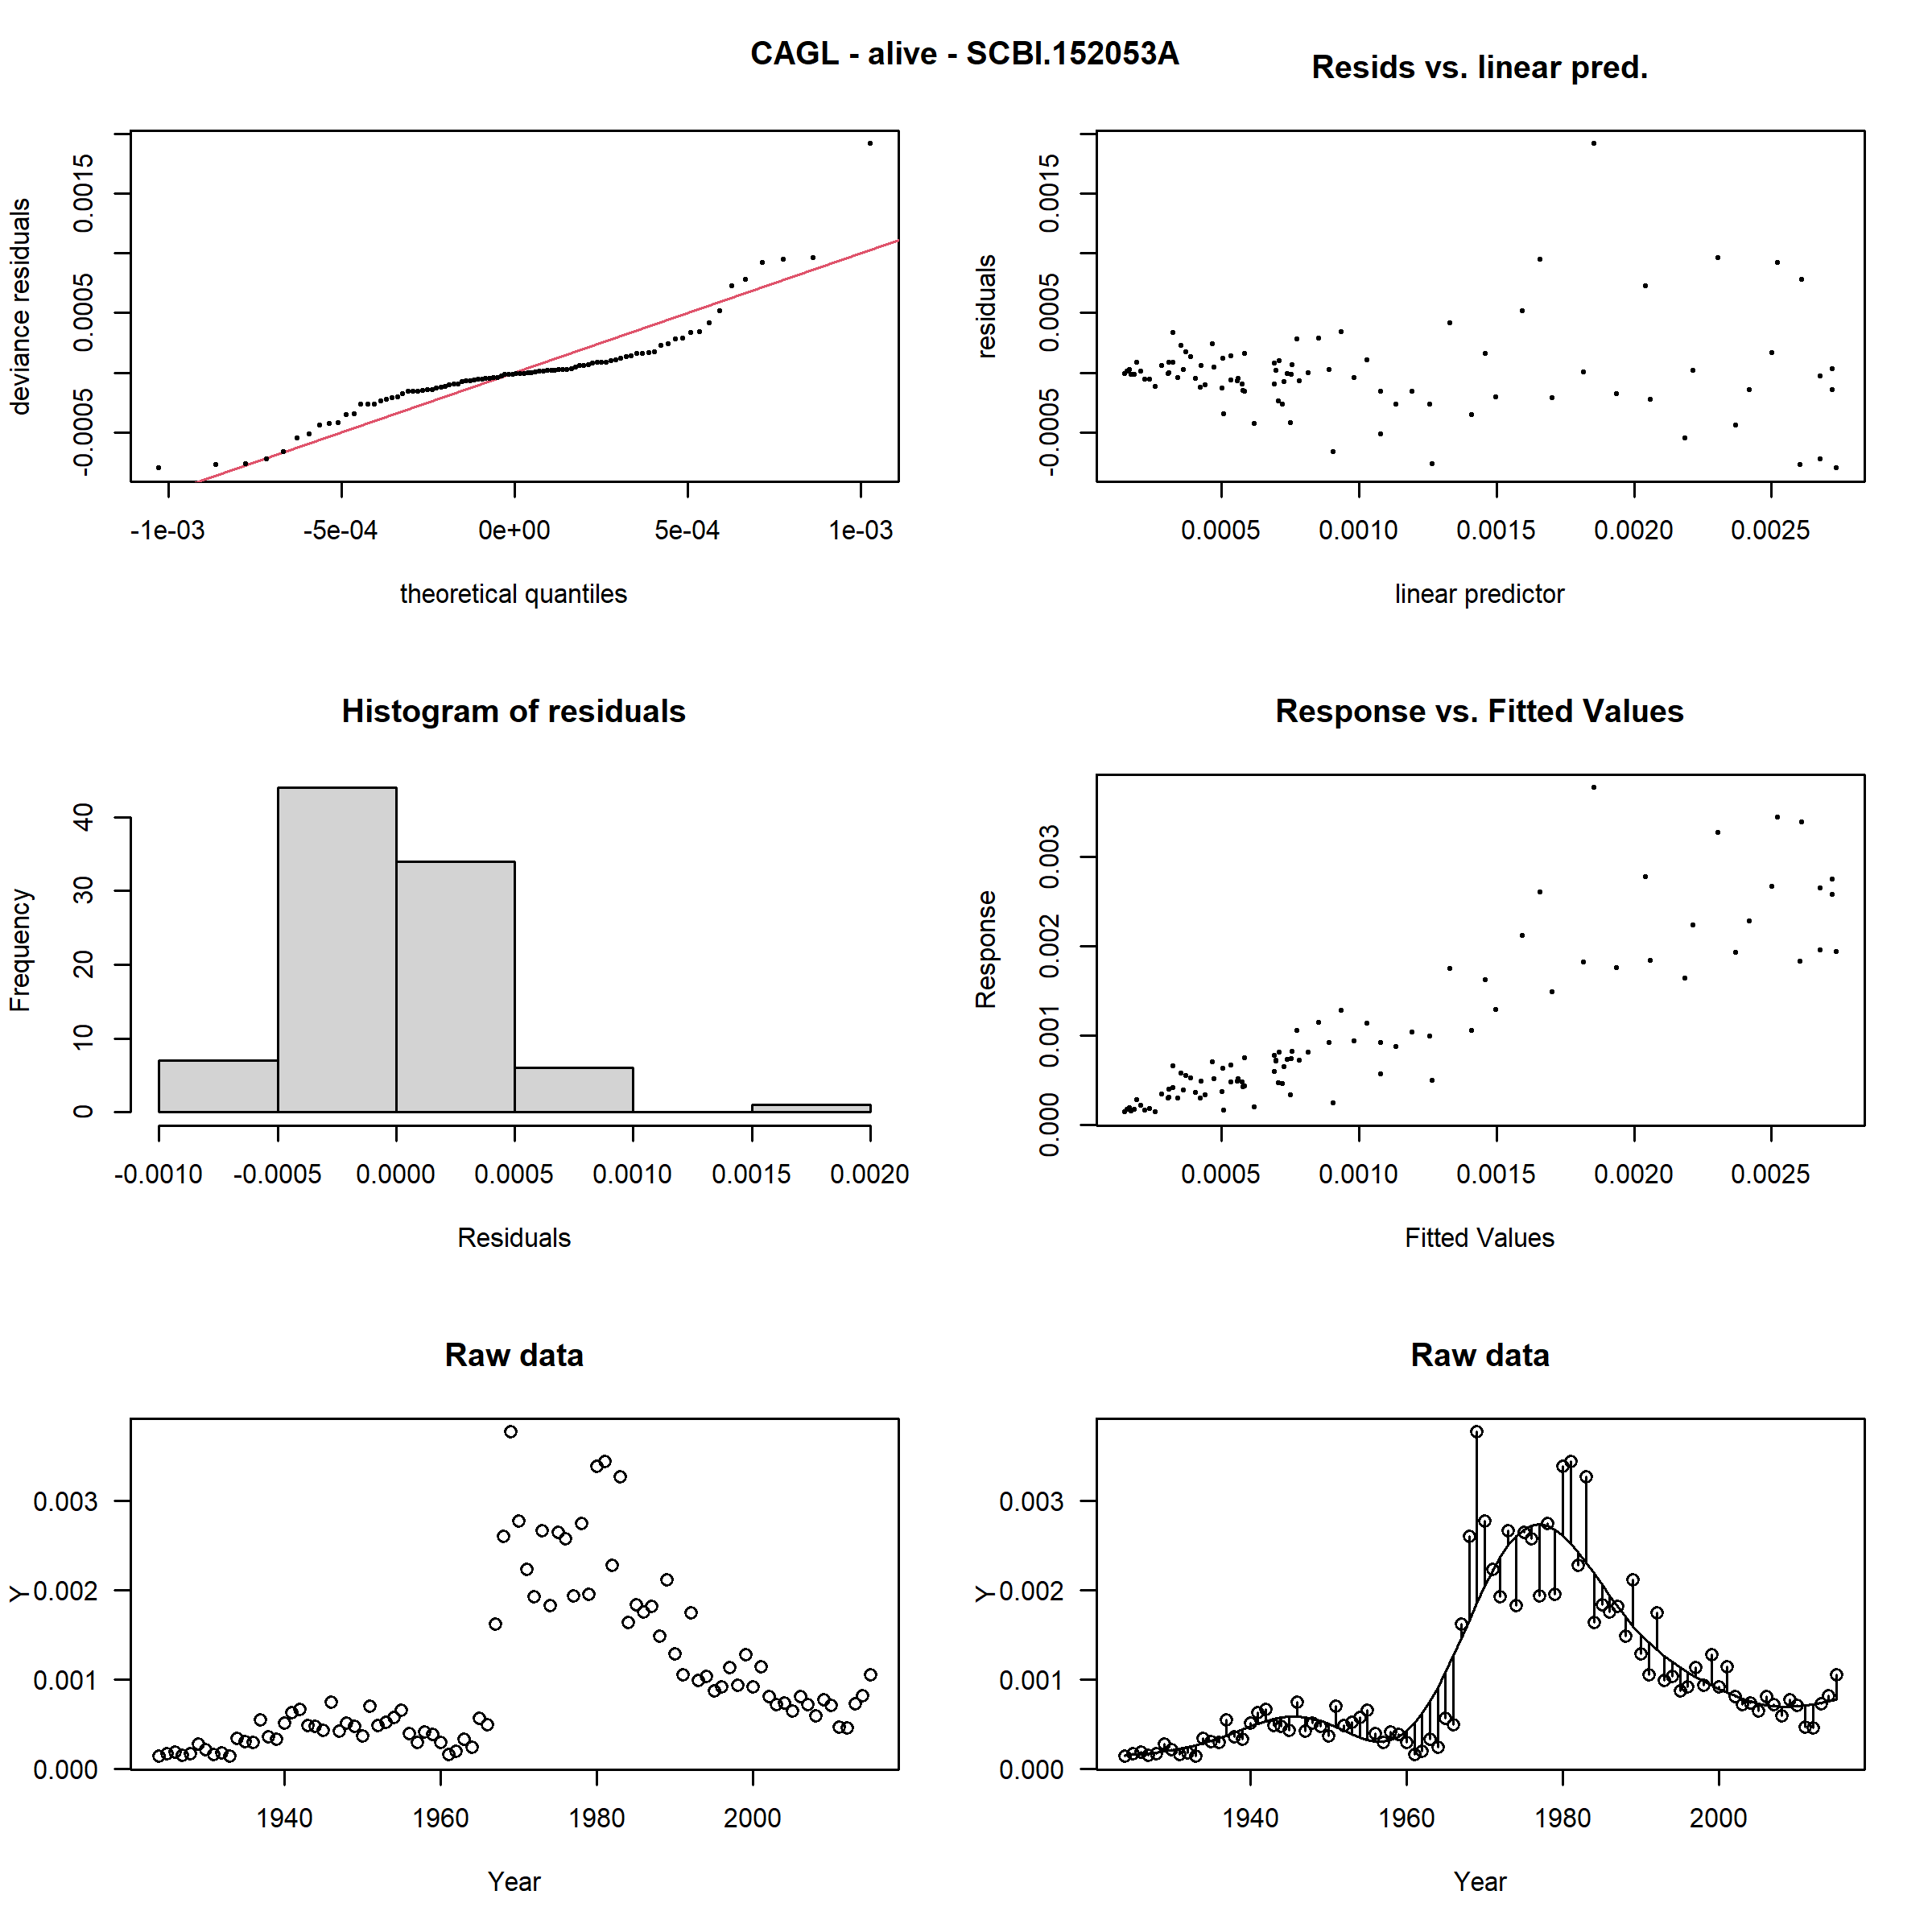 CAGL - alive - SCBI.152053A
Resids vs. linear pred.
deviance residuals
-0.0005 0.0005 0.0015
-1e-03 -5e-04 0e+00 5e-04 1e-03
theoretical quantiles
residuals
-0.0005 0.0005 0.0015
0.0005 0.0010 0.0015 0.0020 0.0025
linear predictor
Histogram of residuals
Frequency
0 10 20 30 40
-0.0010 -0.0005 0.0000 0.0005 0.0010 0.0015 0.0020
Residuals
Response vs. Fitted Values
Response
0.000 0.001 0.002 0.003
0.0005 0.0010 0.0015 0.0020 0.0025
Fitted Values
Raw data
Y
0.003
0.002
0.001
0.000
1940 1960 1980 2000
Year
Raw data
Y
0.003
0.002
0.001
0.000
1940 1960 1980 2000
Year